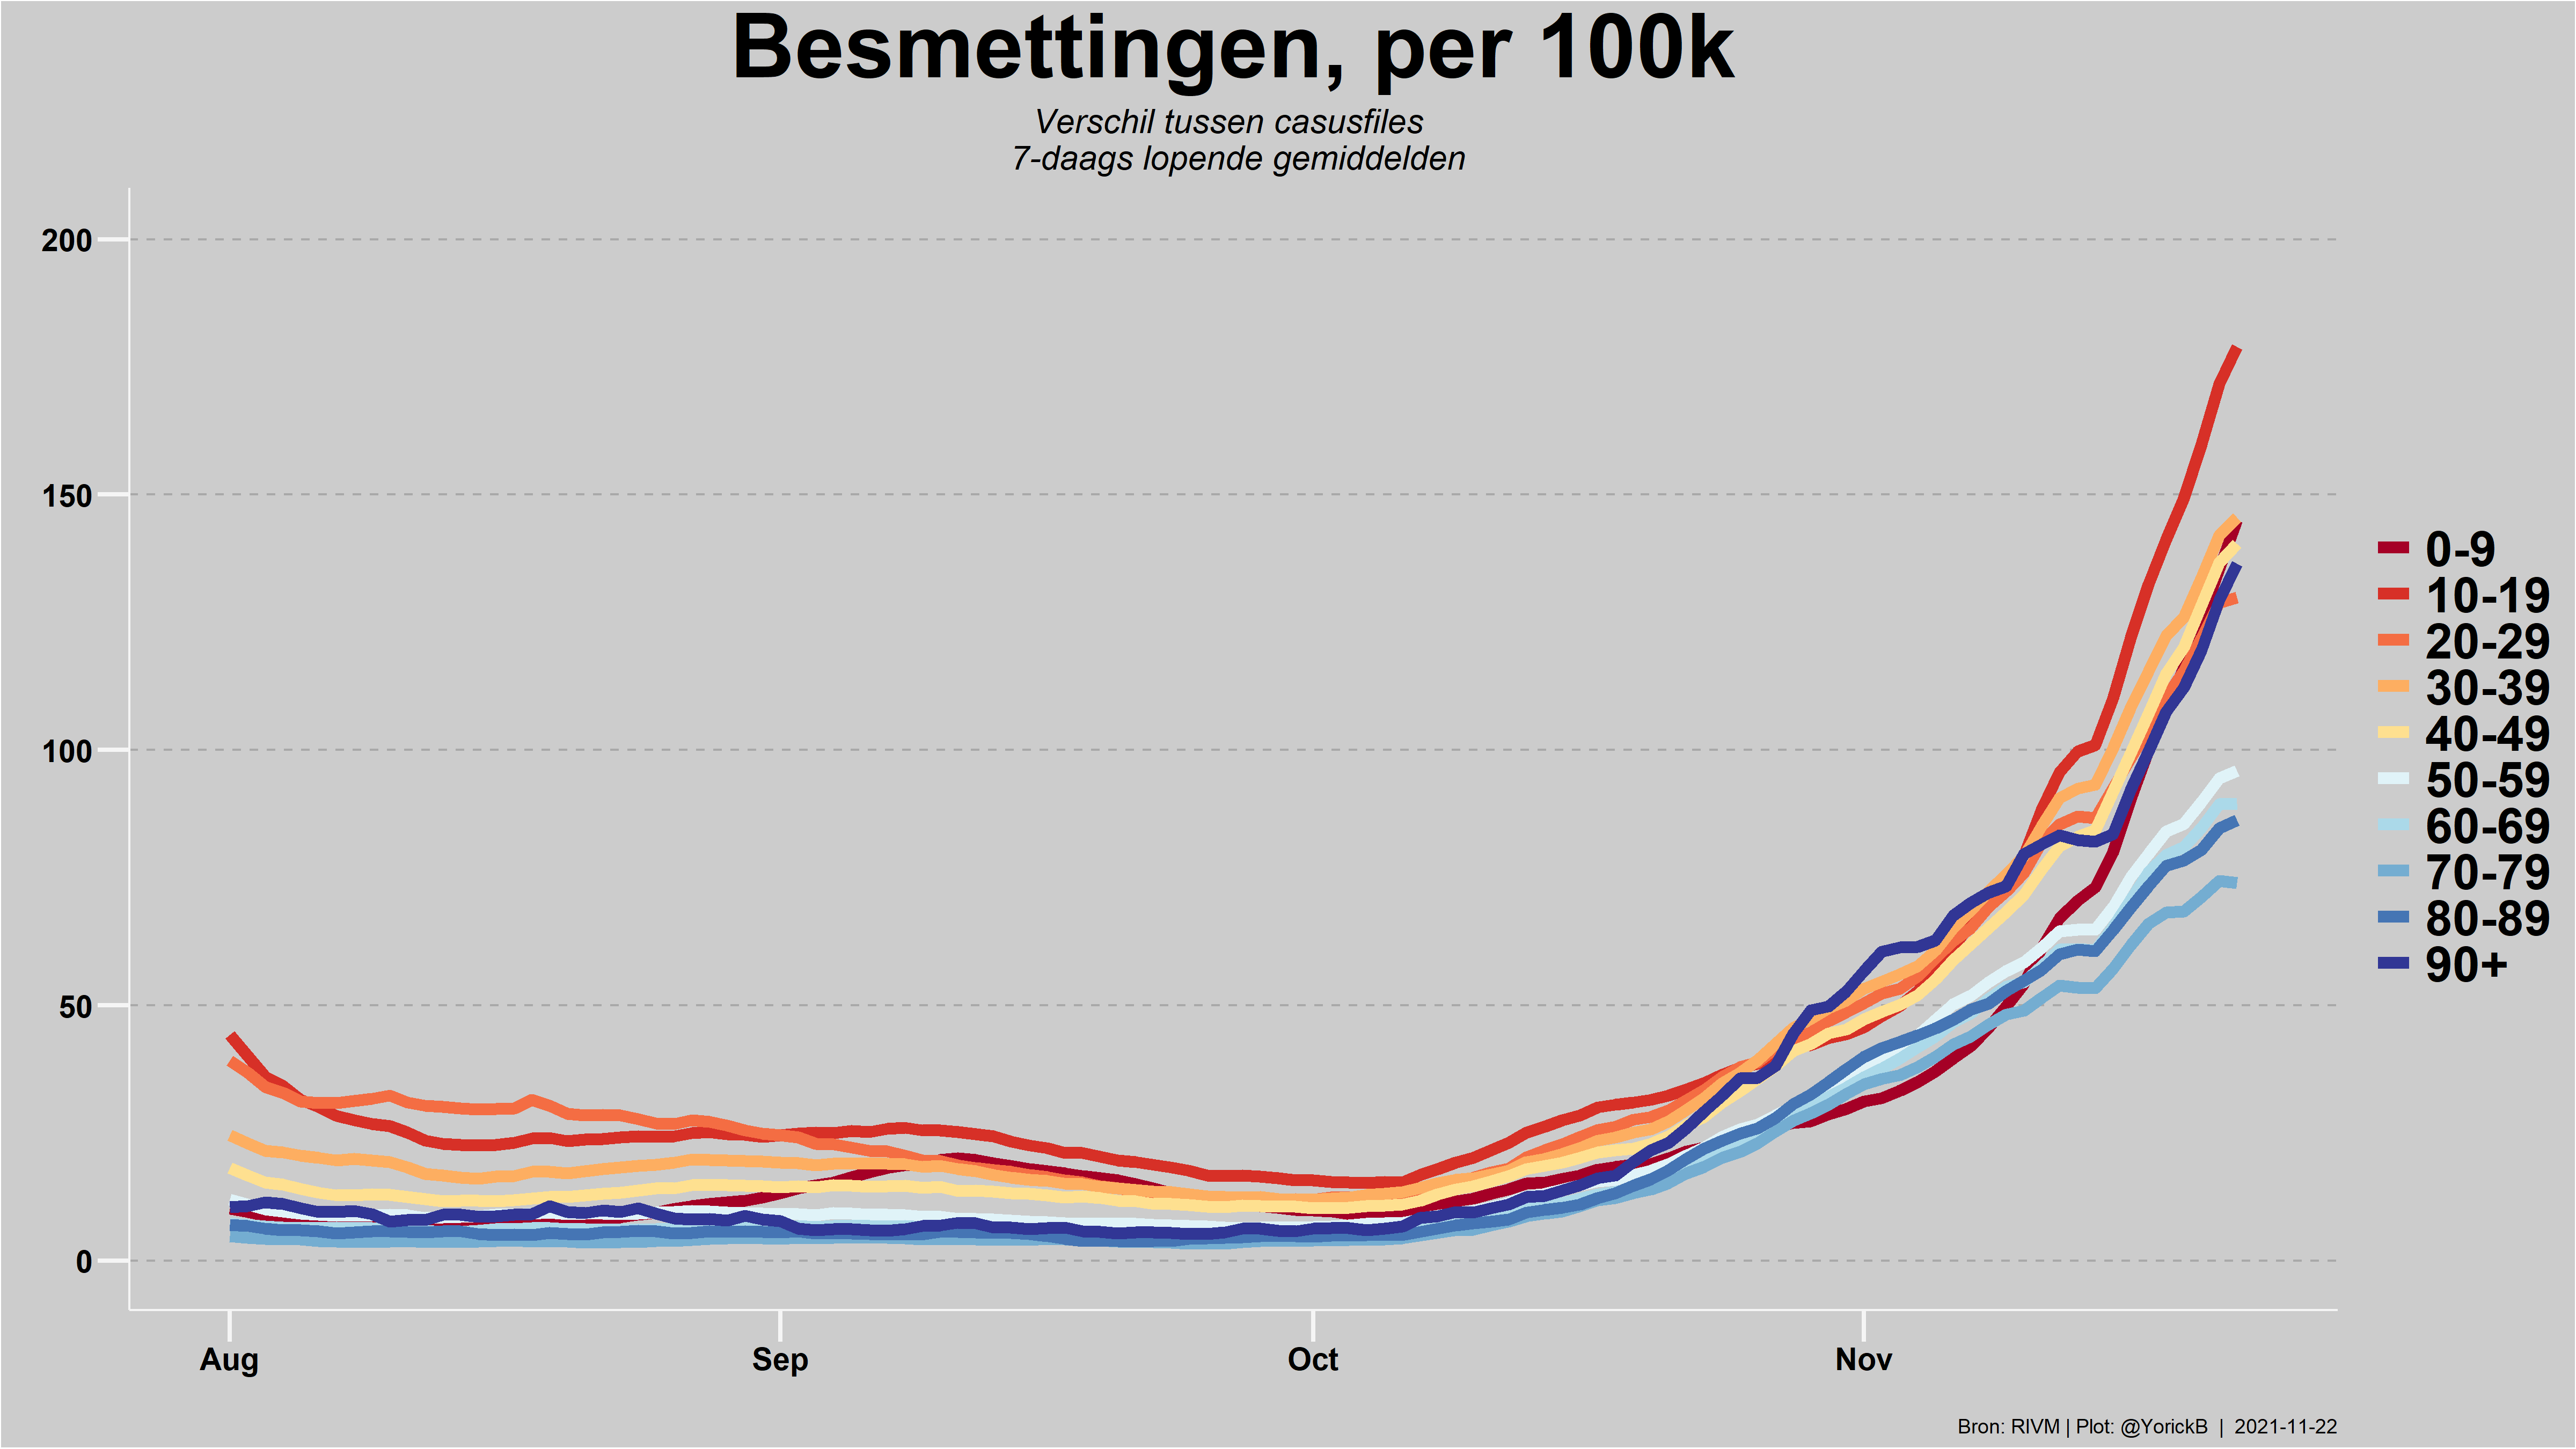 Besmettingen, per 100k
Verschil tussen casusfiles
7-daags lopende gemiddelden
200
150
100
50
0
Aug
Sep
Oct
Nov
0-9
10-19
20-29
30-39
40-49
50-59
60-69
70-79
80-89
90+
Bron: RIVM | Plot: @YorickB | 2021-11-22